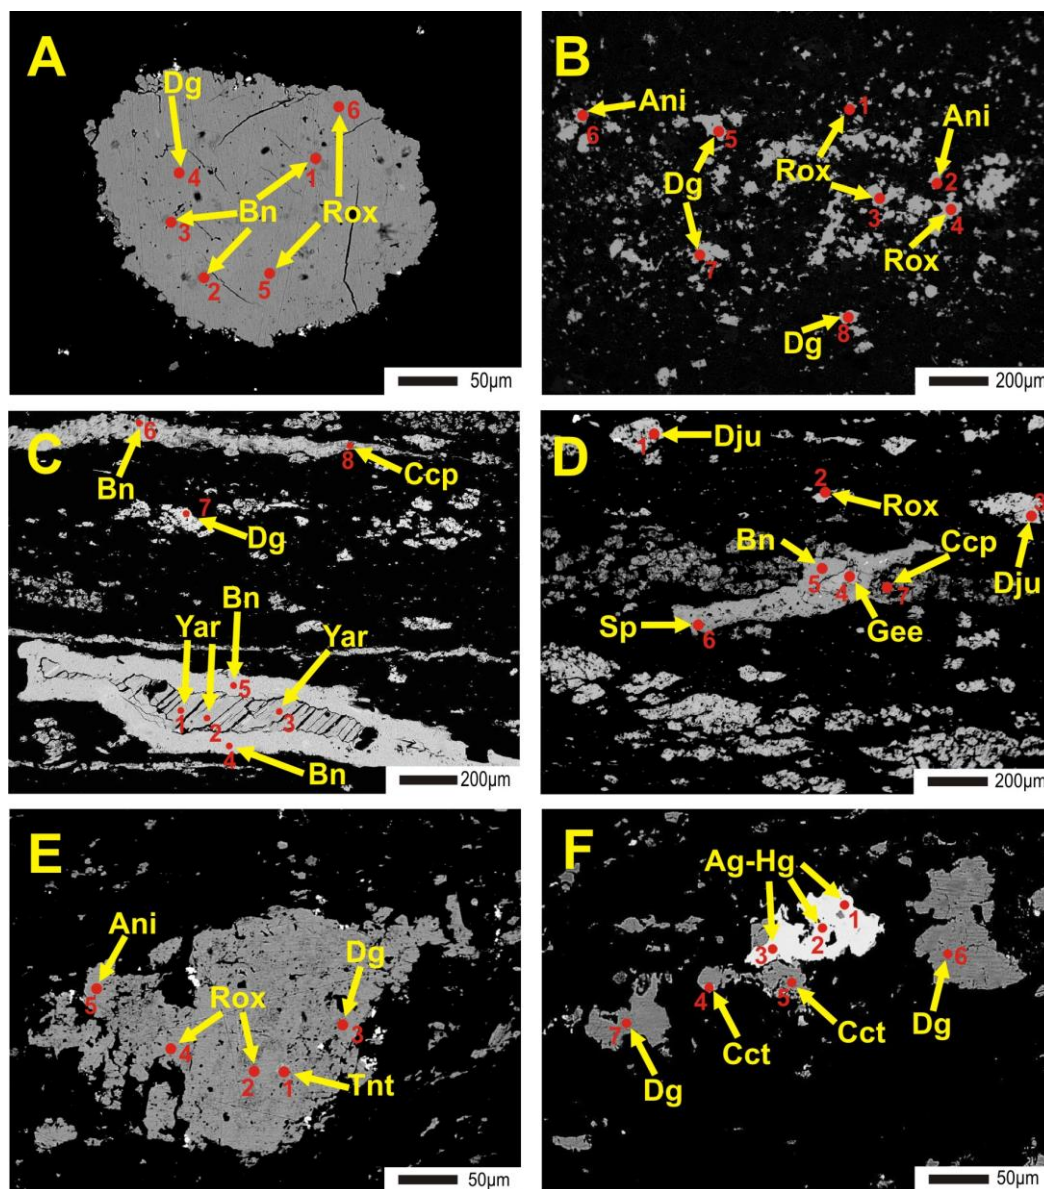 A
Dg
6
1
4
Bn
Rox
3
2
5
50µm
B
Ani
1
Ani
6
5
Rox
2
Dg
3
4
7
Rox
Dg
8
200µm
C
6
8
Bn
Ccp
7
Dg
Bn
Yar
Yar
5
1
2
3
4
Bn
200µm
D
1
Dju
2
3
Rox
Bn
Ccp
5
4
7
Dju
Sp
6
Gee
200µm
E
Ani
Dg
5
Rox
3
4
2
1
Tnt
50µm
F
Ag-Hg
1
2
3
6
4
5
7
Cct
Cct
Dg
Dg
50µm